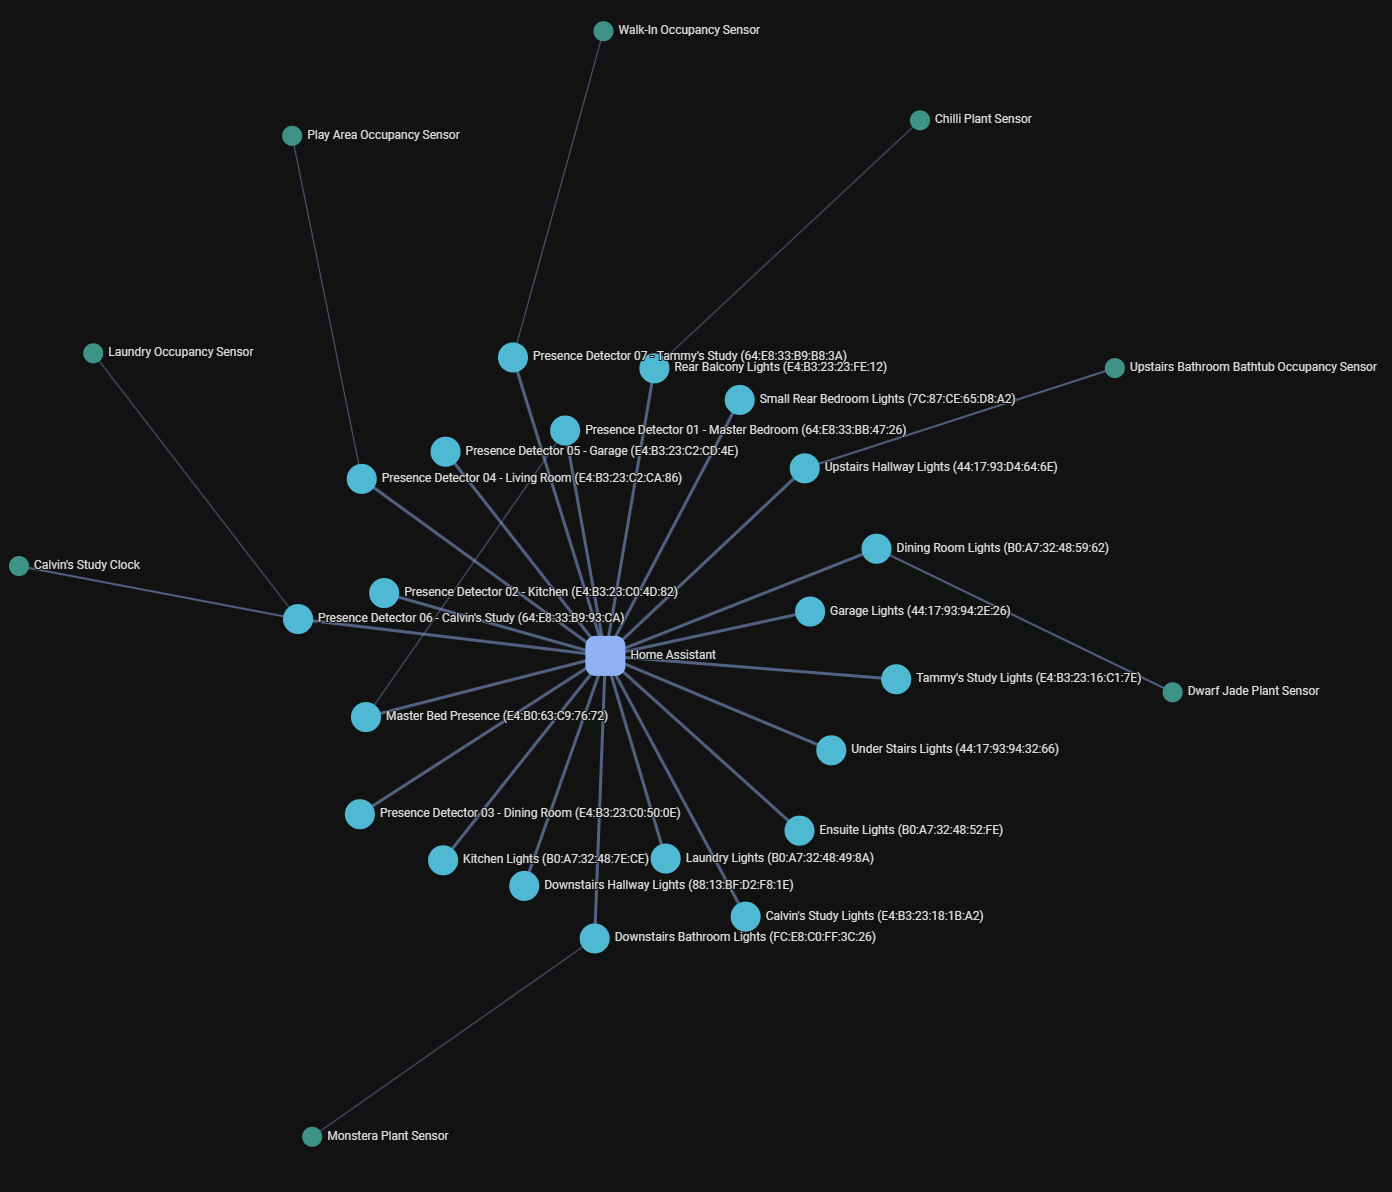 Walk-In Occupancy Sensor
Chilli Plant Sensor
Play Area Occupancy Sensor
Laundry Occupancy Sensor
Presence Detector 07 - Tammy's Study (64:E8:33:B9:B8:3A)
Rear Balcony Lights (E4:B3:23:23:FE:12)
Upstairs Bathroom Bathtub Occupancy Sensor
Small Rear Bedroom Lights (7C:87:CE:65:D8:A2)
Presence Detector 01 - Master Bedroom (64:E8:33:BB:47:26)
Presence Detector 05 - Garage (E4:B3:23:C2:CD:4E)
Upstairs Hallway Lights (44:17:93:D4:64:6E)
Presence Detector 04 - Living Room (E4:B3:23:C2:CA:86)
Dining Room Lights (B0:A7:32:48:59:62)
Calvin's Study Clock
Presence Detector 02 - Kitchen (E4:B3:23:C0:4D:82)
Garage Lights (44:17:93:94:2E:26)
Presence Detector 06 - Calvin's Study (64:E8:33:B9:93:CA)
Home Assistant
Tammy's Study Lights (E4:B3:23:16:C1:7E)
Dwarf Jade Plant Sensor
Master Bed Presence (E4:B0:63:C9:76:72)
Under Stairs Lights (44:17:93:94:32:66)
Presence Detector 03 - Dining Room (E4:B3:23:C0:50:0E)
Ensuite Lights (B0:A7:32:48:52:FE)
Kitchen Lights (B0:A7:32:48:7E:CE)
Laundry Lights (B0:A7:32:48:49:8A)
Downstairs Hallway Lights (88:13:BF:D2:F8:1E)
Calvin's Study Lights (E4:B3:23:18:1B:A2)
Downstairs Bathroom Lights (FC:E8:C0:FF:3C:26)
Monstera Plant Sensor